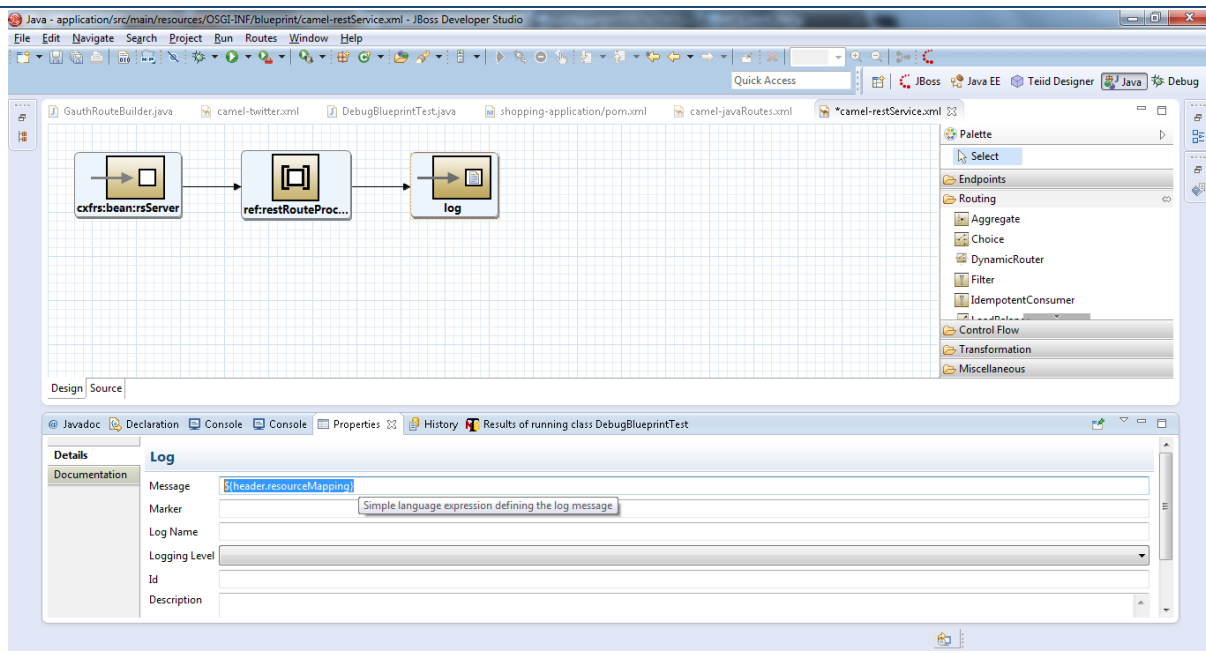 Java - application/src/main/resources/OSGI-INF/blueprint/camel-restService.xml - JBoss Developer Studio
File Edit Navigate Search Project Run Routes Window Help
Quick Access
JBoss Java EE Teiid Designer Java Debug
GauthRouteBuilder.java camel-twitter.xml DebugBlueprintTest.java shopping-application/pom.xml camel-javaRoutes.xml *camel-restService.xml
Palette
Select
Endpoints
Routing
Aggregate
Choice
DynamicRouter
Filter
IdempotentConsumer
Control Flow
Transformation
Miscellaneous
cxfrs:bean:rsServer ref:restRouteProc... log
Design Source
@ Javadoc Declaration Console Console Properties History Results of running class DebugBlueprintTest
Details
Documentation
Log
Message ${header.resourceMapping}
Simple language expression defining the log message
Marker
Log Name
Logging Level
Id
Description